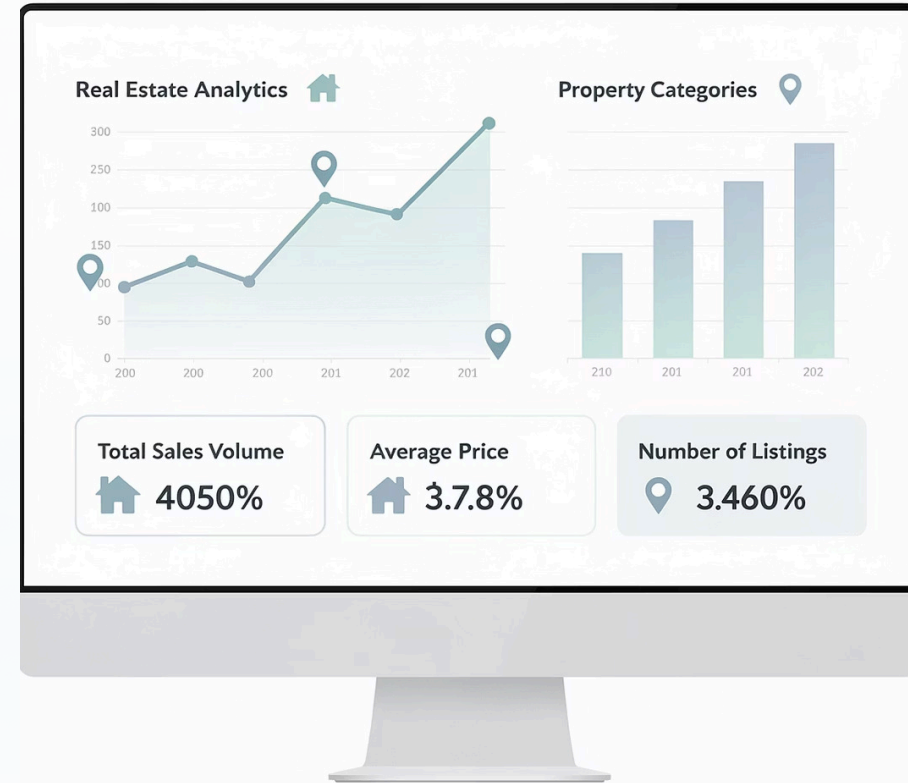 Real Estate Analytics
300
250
100
150
00
50
0
200 200 200 201 202 201
Property Categories
210 201 201 202
Total Sales Volume
4050%
Average Price
3.7.8%
Number of Listings
3.460%